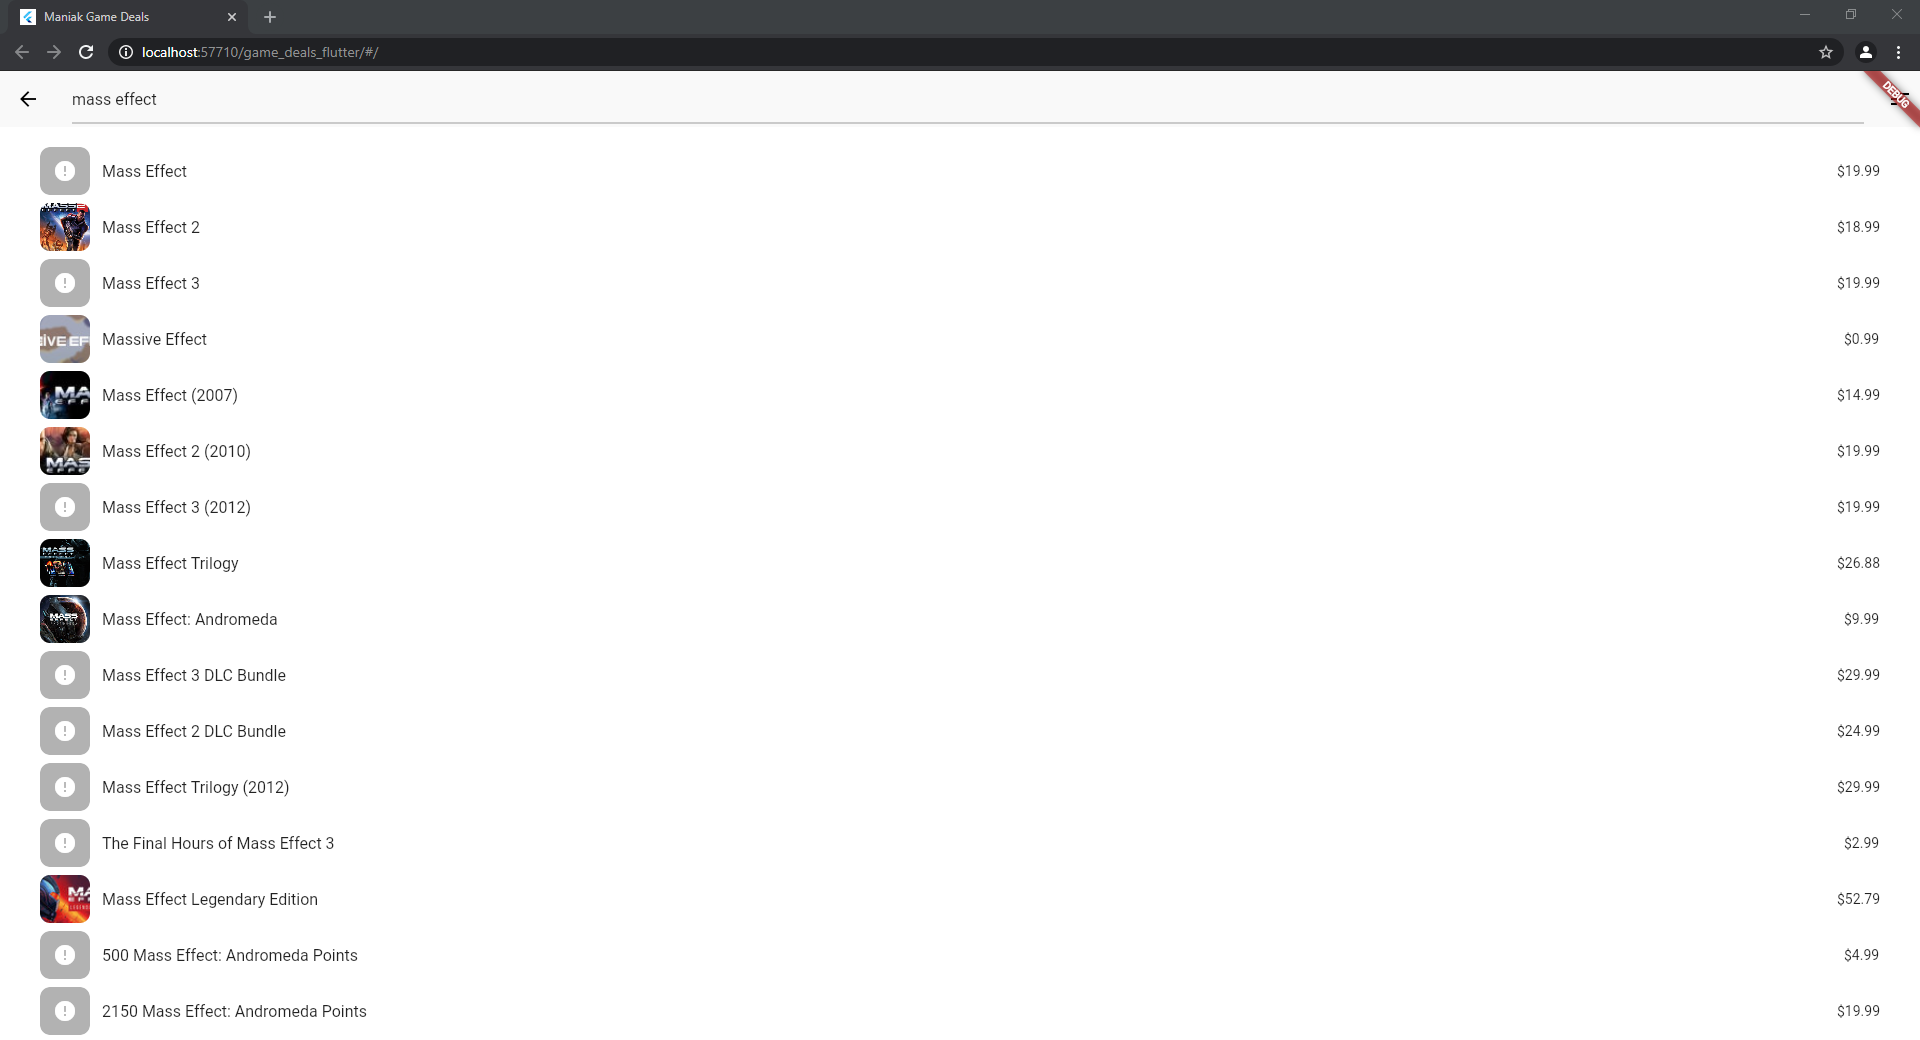 Maniak Game Deals
localhost:57710/game_deals_flutter/#/
mass effect
DEBUG
Mass Effect $19.99
Mass Effect 2 $18.99
Mass Effect 3 $19.99
Massive Effect $0.99
Mass Effect (2007) $14.99
Mass Effect 2 (2010) $19.99
Mass Effect 3 (2012) $19.99
Mass Effect Trilogy $26.88
Mass Effect: Andromeda $9.99
Mass Effect 3 DLC Bundle $29.99
Mass Effect 2 DLC Bundle $24.99
Mass Effect Trilogy (2012) $29.99
The Final Hours of Mass Effect 3 $2.99
Mass Effect Legendary Edition $52.79
500 Mass Effect: Andromeda Points $4.99
2150 Mass Effect: Andromeda Points $19.99